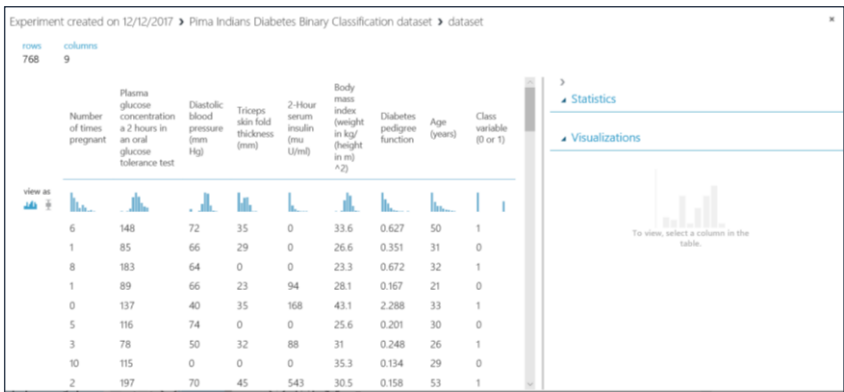 Experiment created on 12/12/2017 > Pima Indians Diabetes Binary Classification dataset > dataset
rows columns
768 9
Number of times pregnant
Plasma glucose concentration a 2 hours in an oral glucose tolerance test
Diastolic blood pressure (mm Hg)
Triceps skin fold thickness (mm)
2-Hour serum insulin (mu U/ml)
Body mass index (weight in kg/ (height in m) ^2)
Diabetes pedigree function
Age (years)
Class variable (0 or 1)
view as
6 148 72 35 0 33.6 0.627 50 1
1 85 66 29 0 26.6 0.351 31 0
8 183 64 0 0 23.3 0.672 32 1
1 89 66 23 94 28.1 0.167 21 0
0 137 40 35 168 43.1 2.288 33 1
5 116 74 0 0 25.6 0.201 30 0
3 78 50 32 88 31 0.248 26 1
10 115 0 0 0 35.3 0.134 29 0
2 197 70 45 543 30.5 0.158 53 1
Statistics
Visualizations
To view, select a column in the
table.